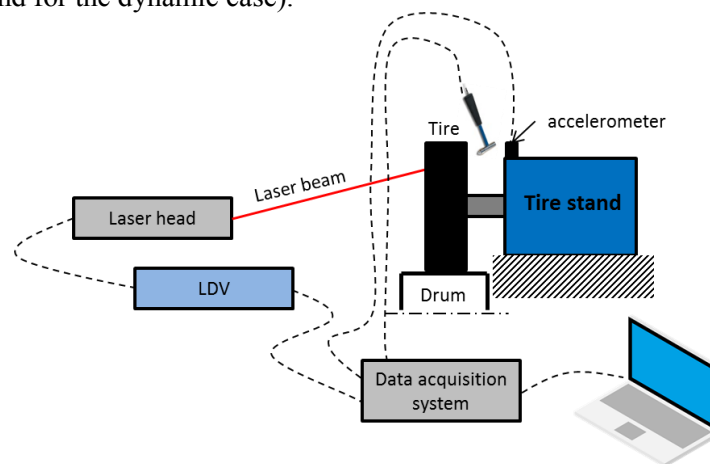 nd for the dynamic case).
Tire
accelerometer
Laser beam
Tire stand
Laser head
LDV
Drum
Data acquisition
system